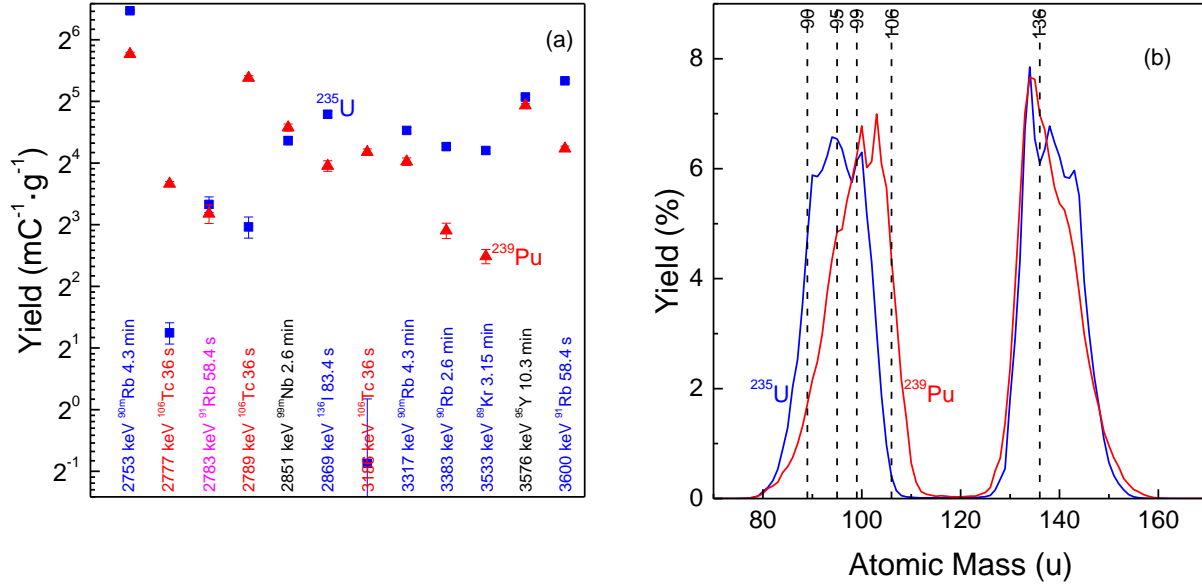 (a)
Yield (mC⁻¹·g⁻¹)
2⁶
2⁵
2⁴
2³
2²
2¹
2⁰
2⁻¹
²³⁵U
²³⁹Pu
2753 keV ⁹⁰ᵐRb 4.3 min
2777 keV ¹⁰⁶Tc 36 s
2783 keV ⁹¹Rb 58.4 s
2789 keV ¹⁰⁶Tc 36 s
2851 keV ⁹⁹ᵐNb 2.6 min
2869 keV ¹³⁶I 83.4 s
keV ¹⁰⁶Tc 36 s
3317 keV ⁹⁰ᵐRb 4.3 min
3383 keV ⁹⁰Rb 2.6 min
3533 keV ⁸⁹Kr 3.15 min
3576 keV ⁹⁵Y 10.3 min
3600 keV ⁹¹Rb 58.4 s
(b)
90
95
99
106
136
Yield (%)
8
6
4
2
0
²³⁵U
²³⁹Pu
80
100
120
140
160
Atomic Mass (u)